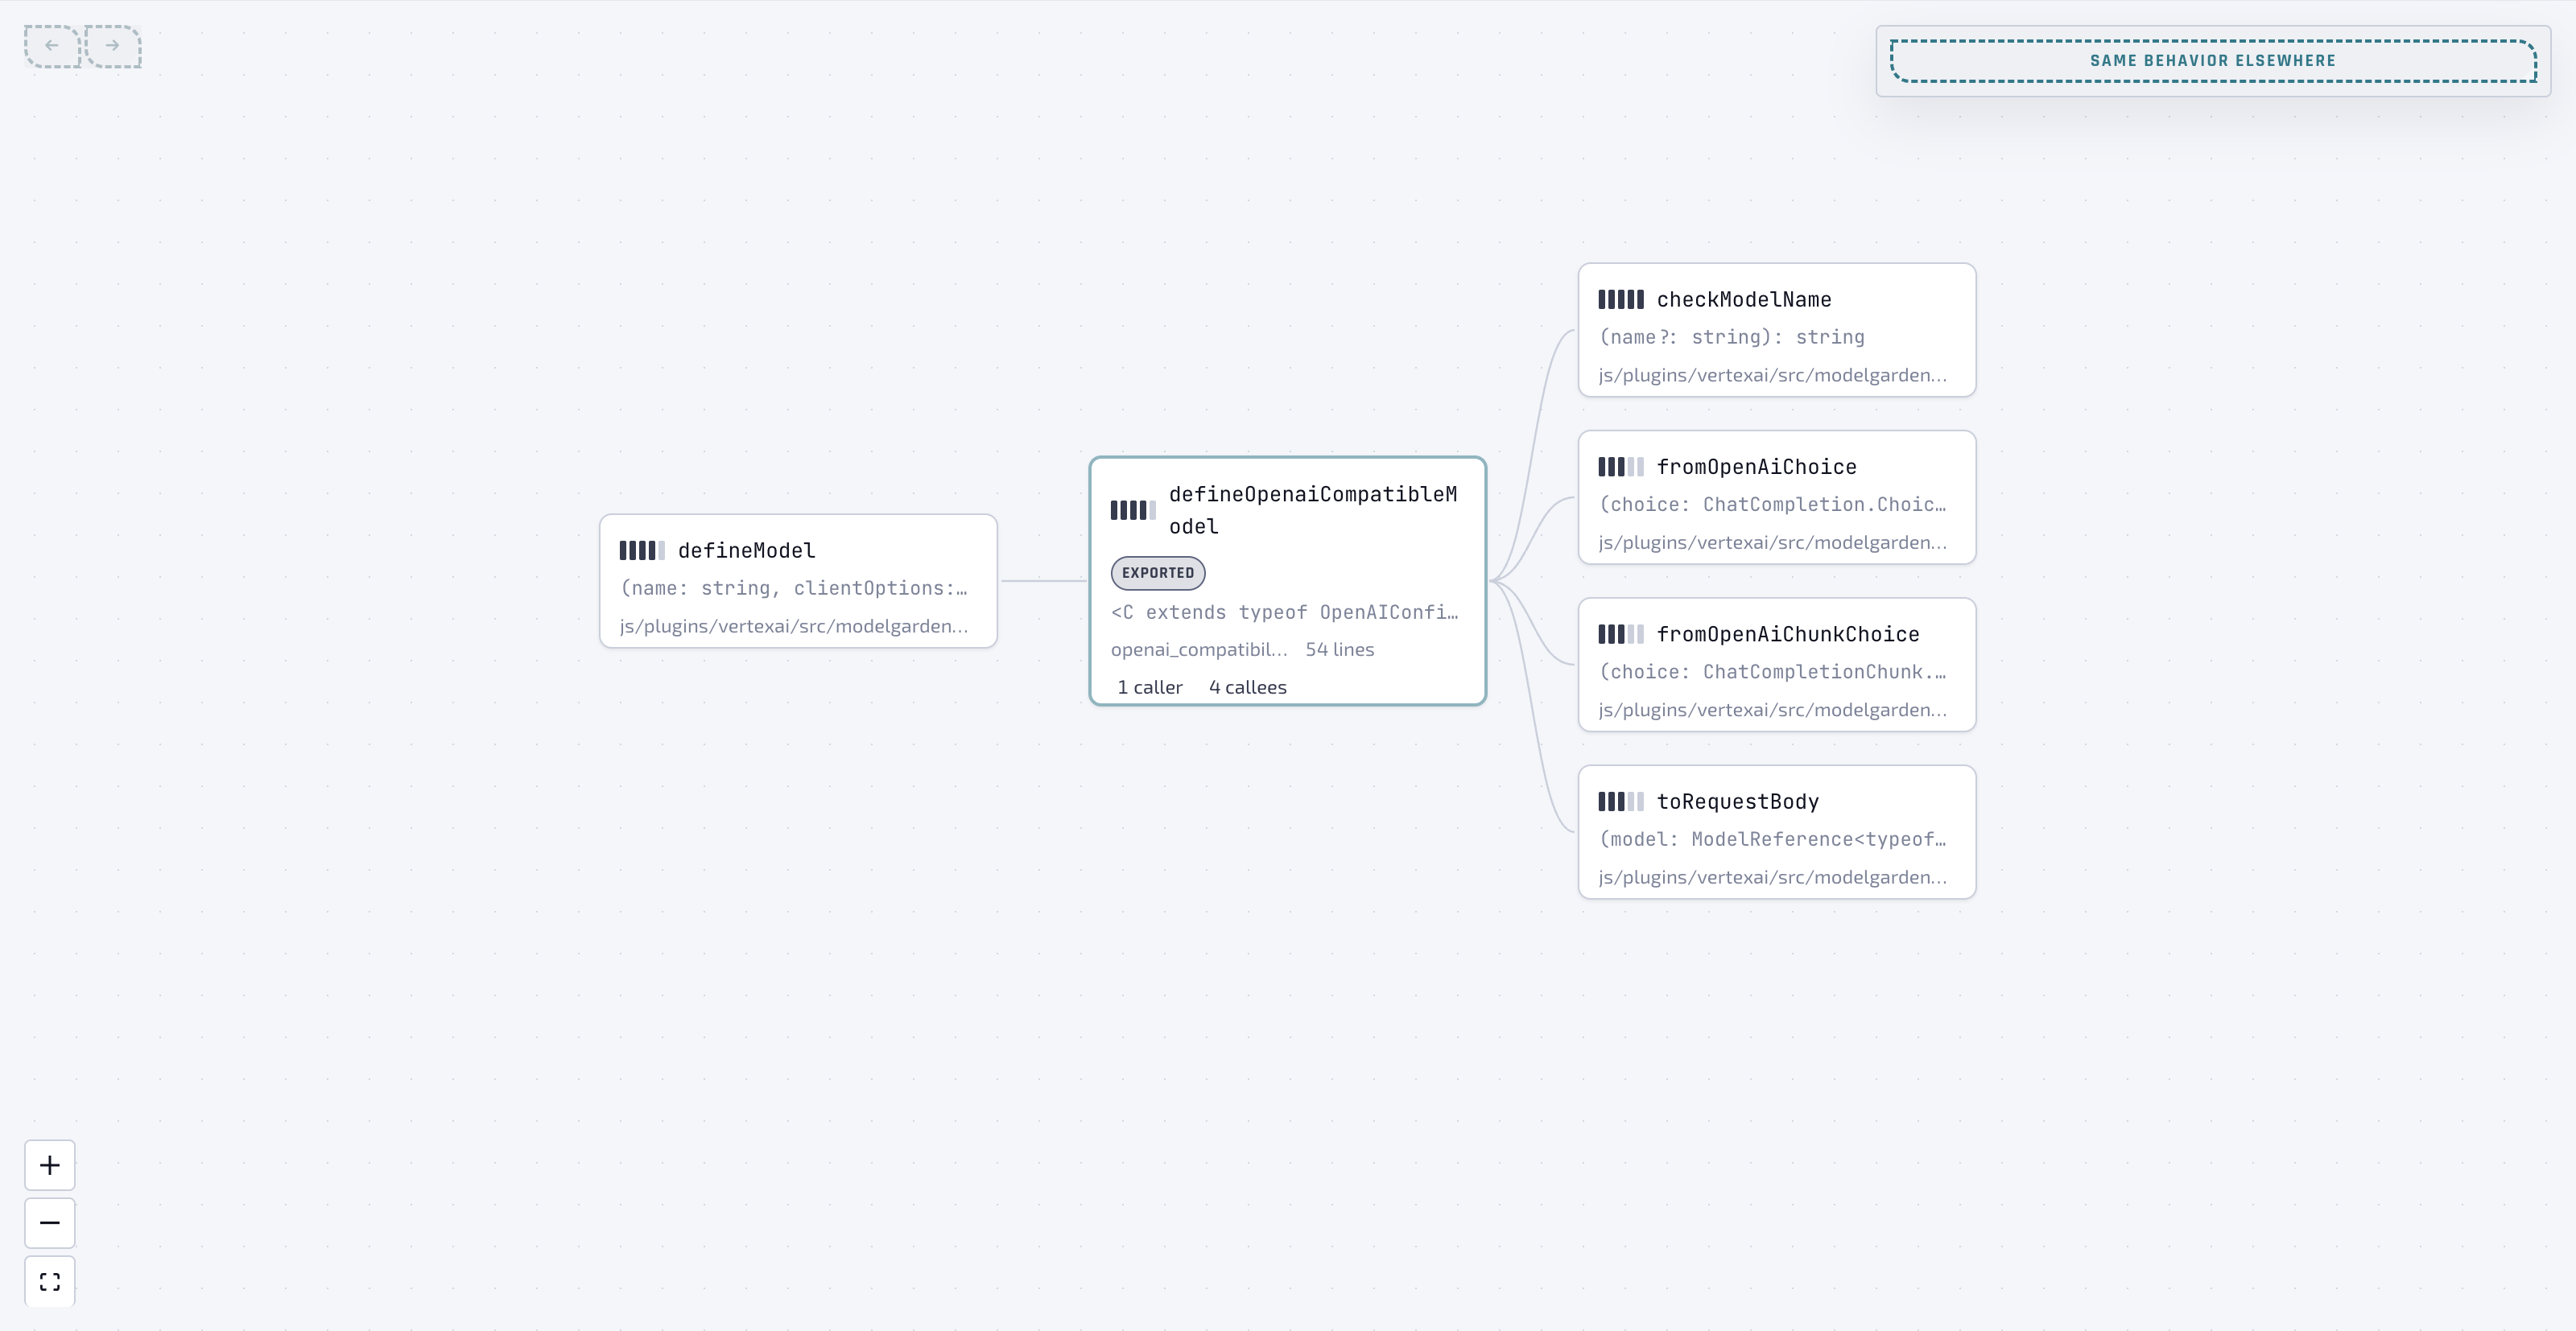 SAME BEHAVIOR ELSEWHERE
defineModel
(name: string, clientOptions:…
js/plugins/vertexai/src/modelgarden…
defineOpenaiCompatibleM
odel
EXPORTED
<C extends typeof OpenAIConfi…
openai_compatibil… 54 lines
1 caller 4 callees
checkModelName
(name?: string): string
js/plugins/vertexai/src/modelgarden…
fromOpenAiChoice
(choice: ChatCompletion.Choic…
js/plugins/vertexai/src/modelgarden…
fromOpenAiChunkChoice
(choice: ChatCompletionChunk.…
js/plugins/vertexai/src/modelgarden…
toRequestBody
(model: ModelReference<typeof…
js/plugins/vertexai/src/modelgarden…